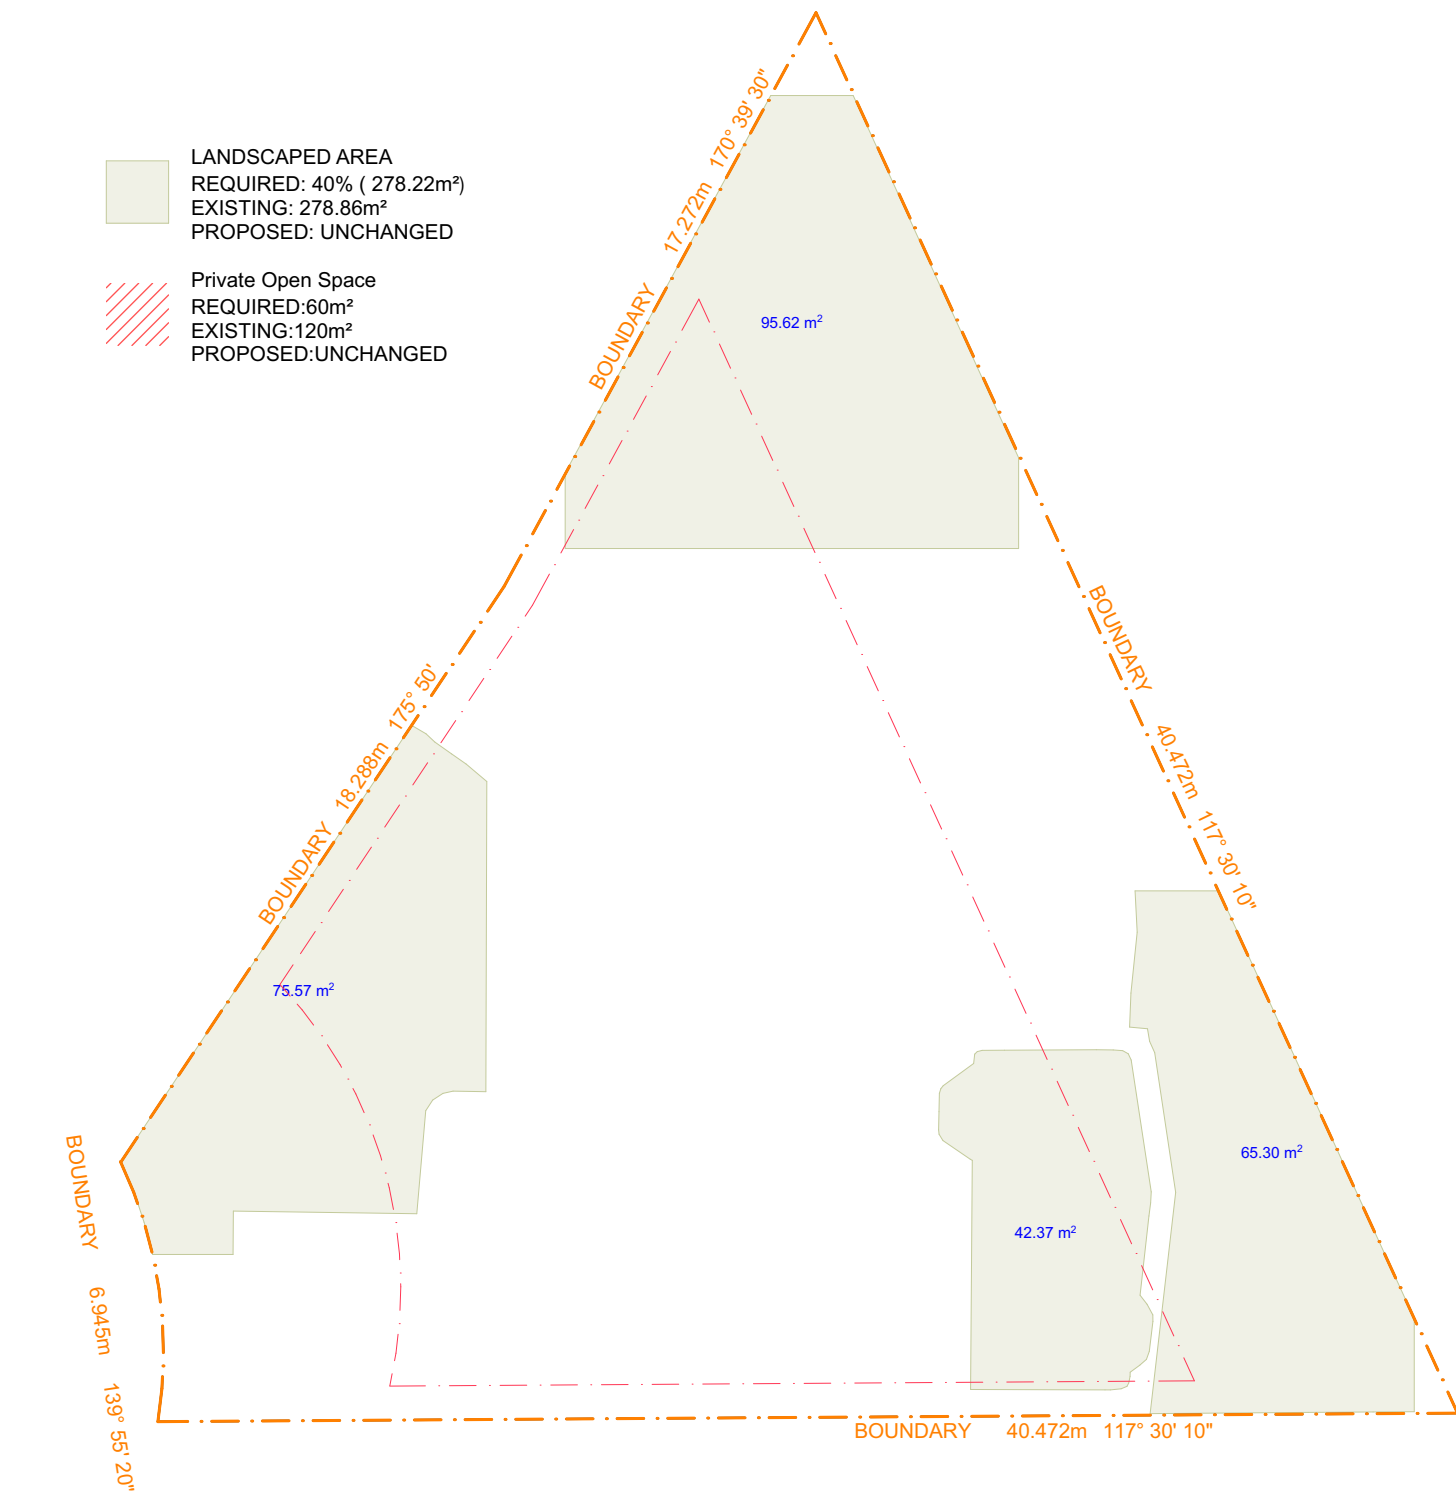 LANDSCAPED AREA
REQUIRED: 40% ( 278.22m²)
EXISTING: 278.86m²
PROPOSED: UNCHANGED
Private Open Space
REQUIRED:60m²
EXISTING:120m²
PROPOSED:UNCHANGED
BOUNDARY 17.272m 170° 39' 30"
95.62 m²
BOUNDARY 18.288m 175° 50'
BOUNDARY 40.472m 117° 30' 10"
75.57 m²
65.30 m²
42.37 m²
BOUNDARY 6.945m 139° 55' 20"
BOUNDARY 40.472m 117° 30' 10"